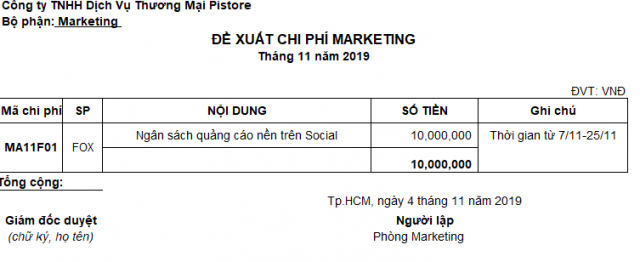 Công ty TNHH Dịch Vụ Thương Mại Pistore
Bộ phận: Marketing
ĐỀ XUẤT CHI PHÍ MARKETING
Tháng 11 năm 2019
ĐVT: VNĐ
Mã chi phí SP NỘI DUNG SỐ TIỀN Ghi chú
MA11F01 FOX Ngân sách quảng cáo nền trên Social 10,000,000 Thời gian từ 7/11-25/11
10,000,000
Tổng cộng:
Tp.HCM, ngày 4 tháng 11 năm 2019
Giám đốc duyệt Người lập
(chữ ký, họ tên) Phòng Marketing